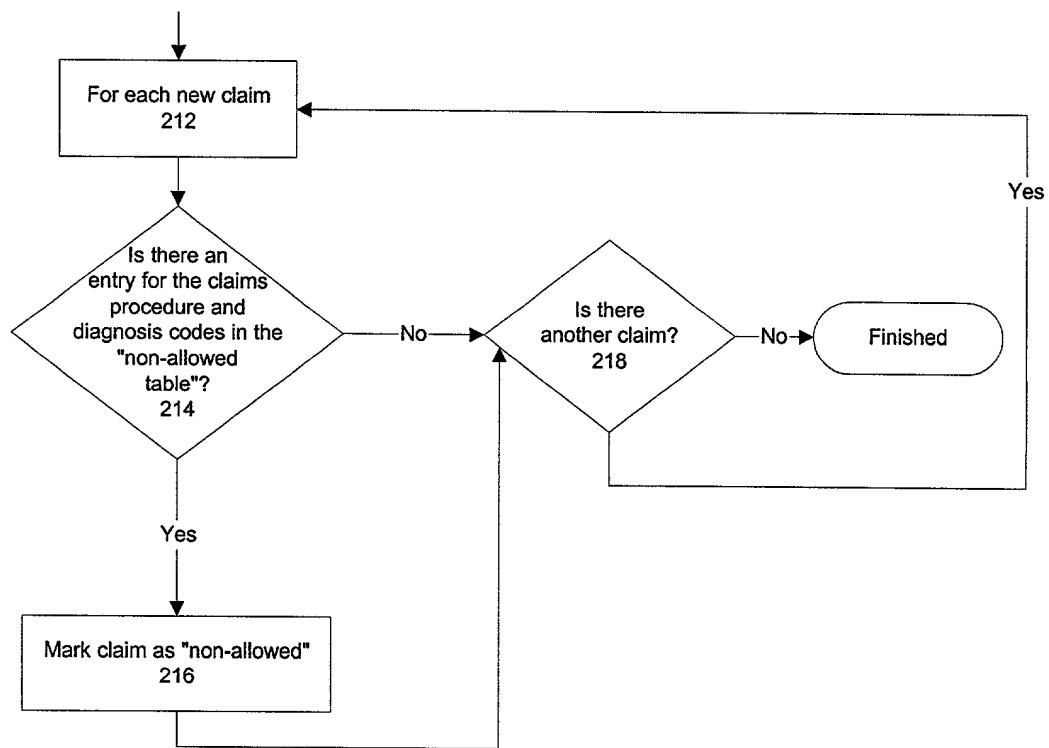 For each new claim
212
Yes
Is there an
entry for the claims
procedure and
diagnosis codes in the
"non-allowed
table"?
214
No
Is there
another claim?
218
No
Finished
Yes
Mark claim as "non-allowed"
216